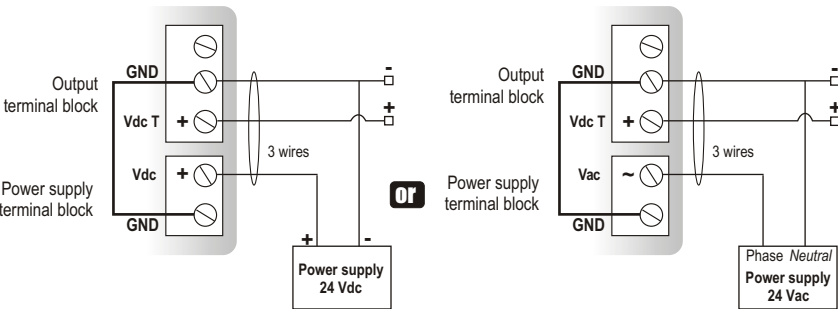 GND
-
Output
terminal block
+
Vdc T +
3 wires
Vdc +
Power supply
terminal block
GND
+ -
Power supply
24 Vdc
or
GND
-
Output
terminal block
+
Vdc T +
3 wires
Vac ~
Power supply
terminal block
GND
Phase Neutral
Power supply
24 Vac